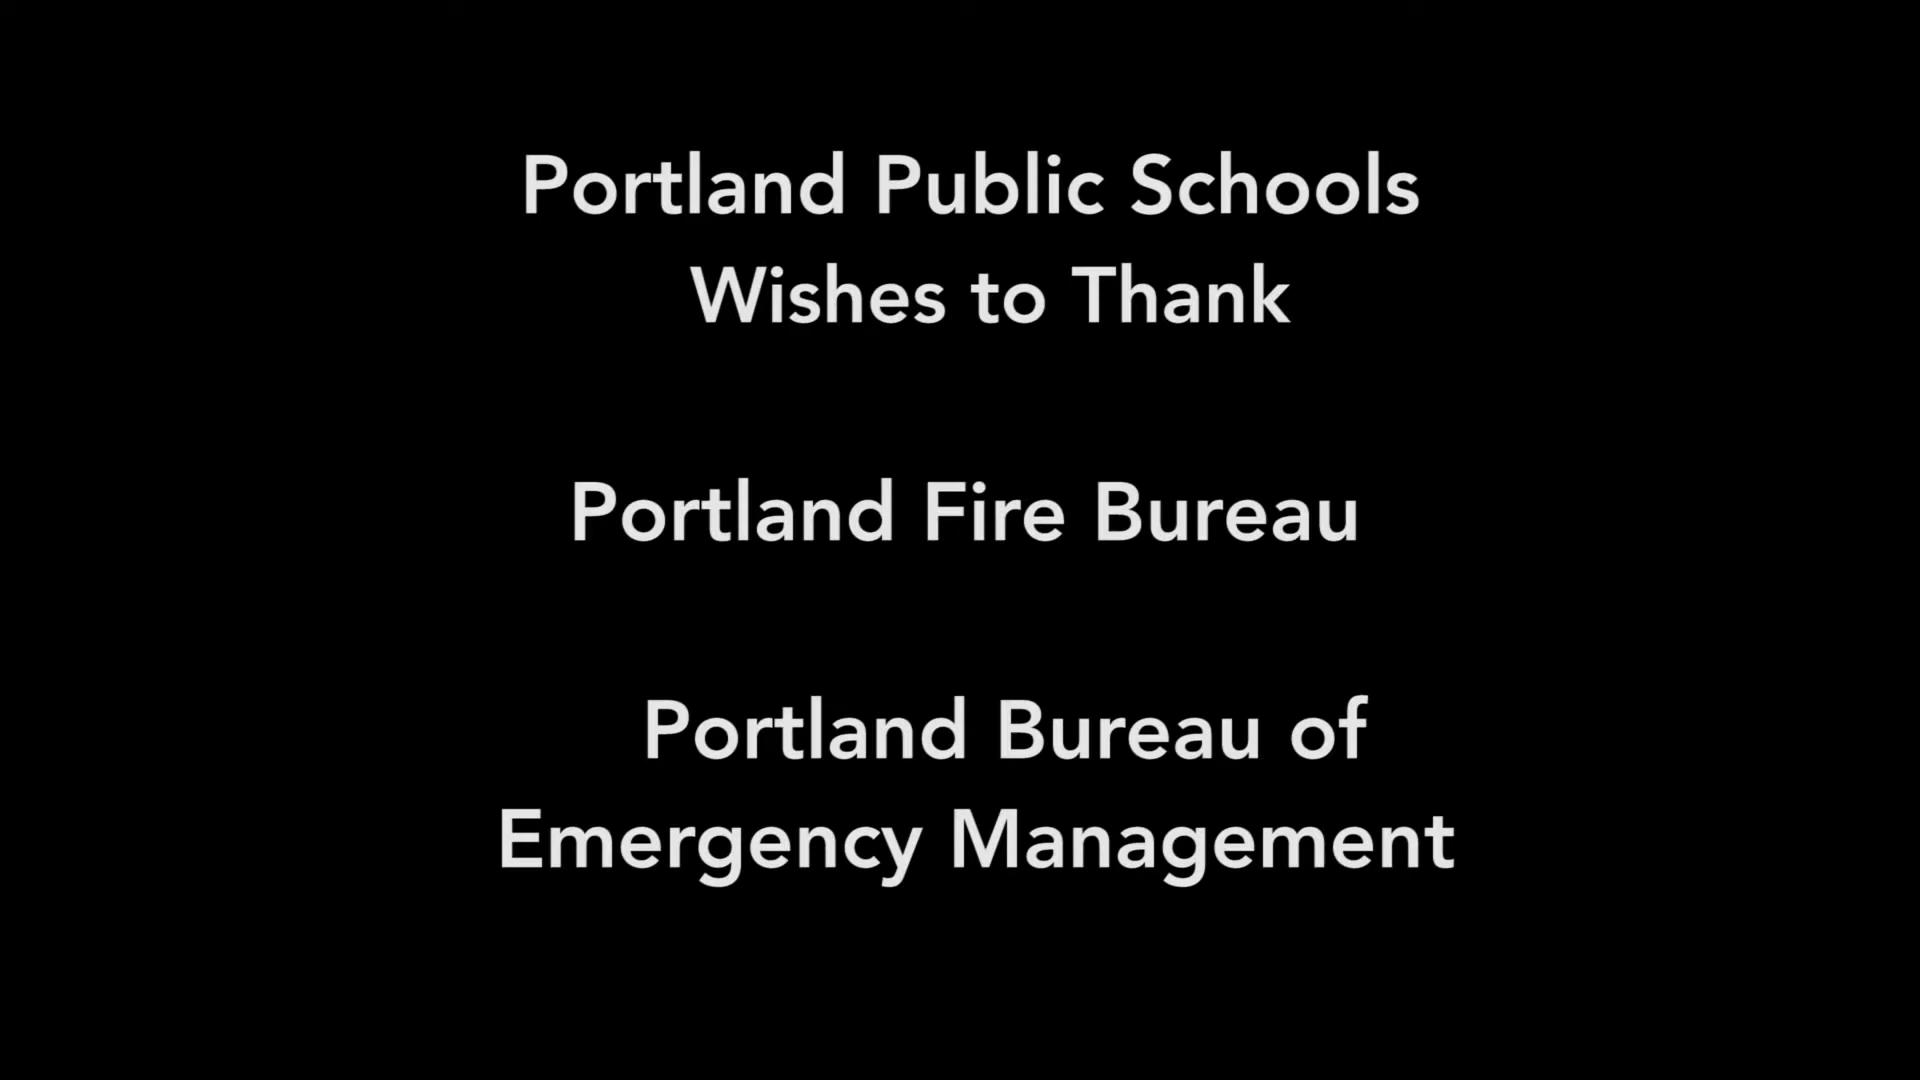 Portland Public Schools
Wishes to Thank
Portland Fire Bureau
Portland Bureau of
Emergency Management